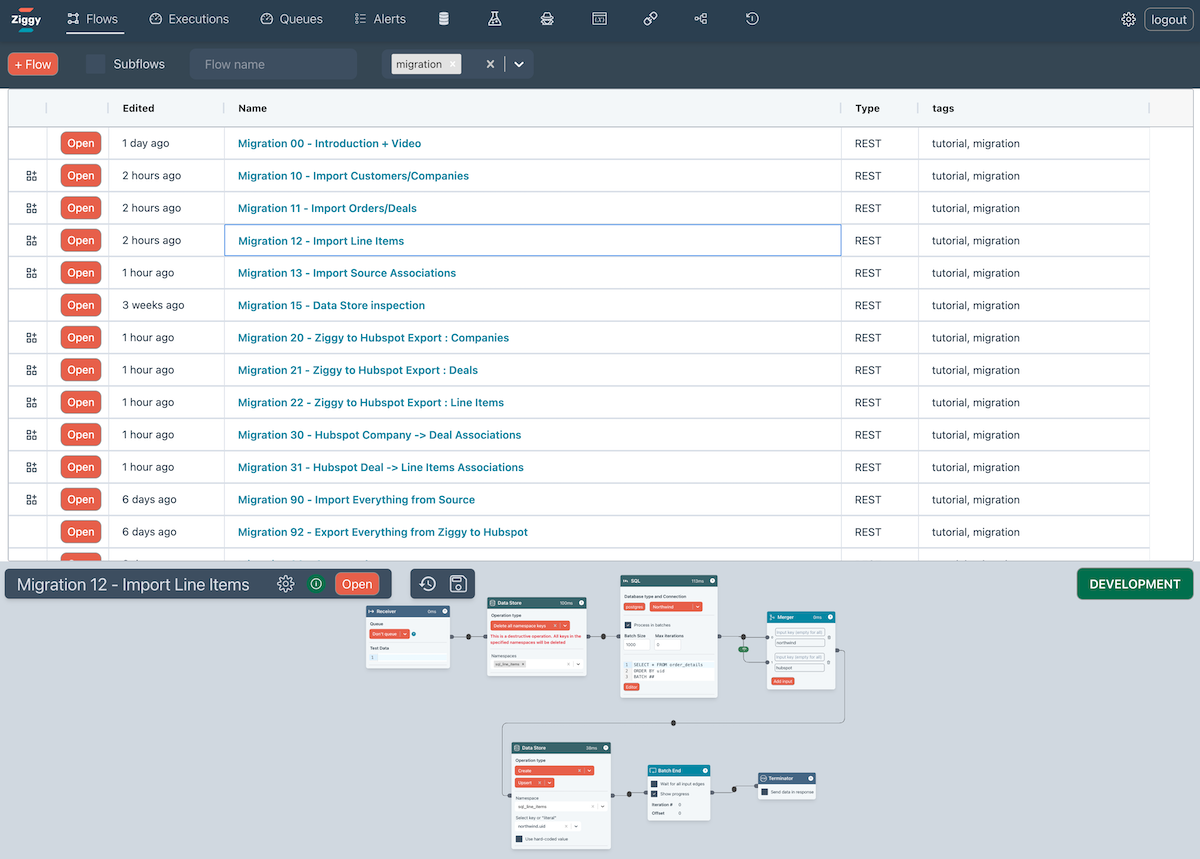 Ziggy Flows Executions Queues Alerts logout
+ Flow Subflows Flow name migration
Edited Name Type tags
Open 1 day ago Migration 00 - Introduction + Video REST tutorial, migration
Open 2 hours ago Migration 10 - Import Customers/Companies REST tutorial, migration
Open 2 hours ago Migration 11 - Import Orders/Deals REST tutorial, migration
Open 2 hours ago Migration 12 - Import Line Items REST tutorial, migration
Open 1 hour ago Migration 13 - Import Source Associations REST tutorial, migration
Open 3 weeks ago Migration 15 - Data Store inspection REST tutorial, migration
Open 1 hour ago Migration 20 - Ziggy to Hubspot Export : Companies REST tutorial, migration
Open 1 hour ago Migration 21 - Ziggy to Hubspot Export : Deals REST tutorial, migration
Open 1 hour ago Migration 22 - Ziggy to Hubspot Export : Line Items REST tutorial, migration
Open 1 hour ago Migration 30 - Hubspot Company -> Deal Associations REST tutorial, migration
Open 1 hour ago Migration 31 - Hubspot Deal -> Line Items Associations REST tutorial, migration
Open 6 days ago Migration 90 - Import Everything from Source REST tutorial, migration
Open 6 days ago Migration 92 - Export Everything from Ziggy to Hubspot REST tutorial, migration
Migration 12 - Import Line Items Open
DEVELOPMENT
Receiver 0ms
Queue
Don't queue
Test Data
1
Data Store 100ms
Operation type
Delete all namespace keys
This is a destructive operation. All keys in the
specified namespaces will be deleted
Namespaces
sql_line_items
SQL 113ms
Database type and Connection
postgres Northwind
Process in batches
Batch Size Max Iterations
1000 0
1 SELECT * FROM order_details
2 ORDER BY uid
3 BATCH ##
Editor
Merger 0ms
Input key (empty for all)
northwind
Input key (empty for all)
hubspot
Add input
Data Store 28ms
Operation type
Create
Upsert
Namespace
sql_line_items
Select key or "literal"
northwind.uid
Use hard-coded value
Batch End
Wait for all input edges
Show progress
Iteration # 0
Offset 0
Terminator
Send data in response